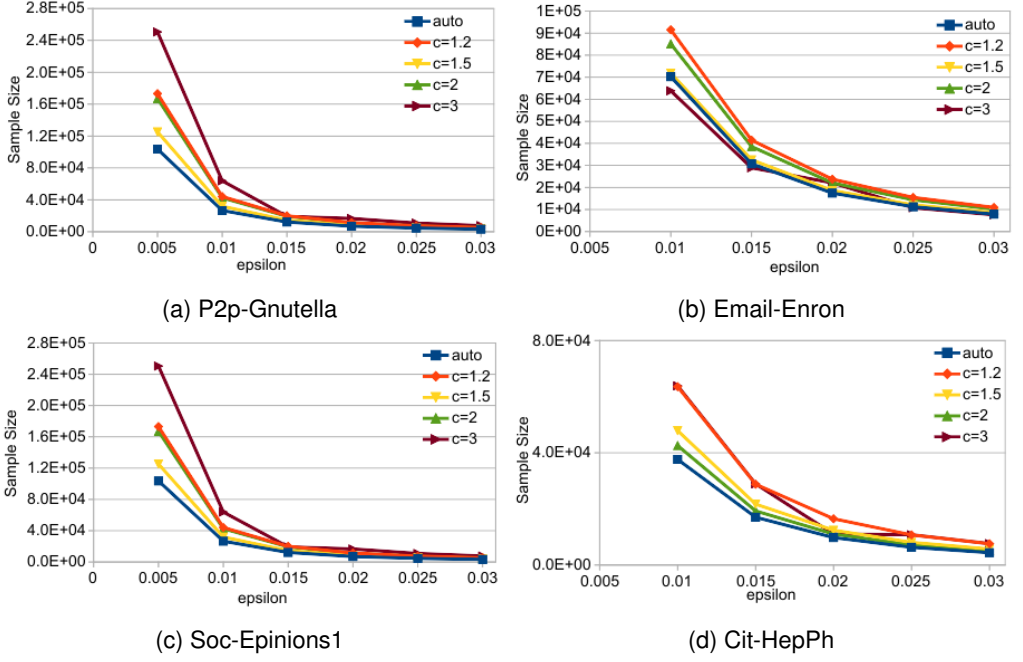 2.8E+05
2.4E+05
2.0E+05
1.6E+05
1.2E+05
8.0E+04
4.0E+04
0.0E+00
Sample Size
0 0.005 0.01 0.015 0.02 0.025 0.03
epsilon
auto
c=1.2
c=1.5
c=2
c=3
(a) P2p-Gnutella
1E+05
9E+04
8E+04
7E+04
6E+04
5E+04
4E+04
3E+04
2E+04
1E+04
0E+00
Sample Size
0.005 0.01 0.015 0.02 0.025 0.03
epsilon
auto
c=1.2
c=1.5
c=2
c=3
(b) Email-Enron
2.8E+05
2.4E+05
2.0E+05
1.6E+05
1.2E+05
8.0E+04
4.0E+04
0.0E+00
Sample Size
0 0.005 0.01 0.015 0.02 0.025 0.03
epsilon
auto
c=1.2
c=1.5
c=2
c=3
(c) Soc-Epinions1
8.0E+04
4.0E+04
0.0E+00
Sample Size
0.005 0.01 0.015 0.02 0.025 0.03
epsilon
auto
c=1.2
c=1.5
c=2
c=3
(d) Cit-HepPh